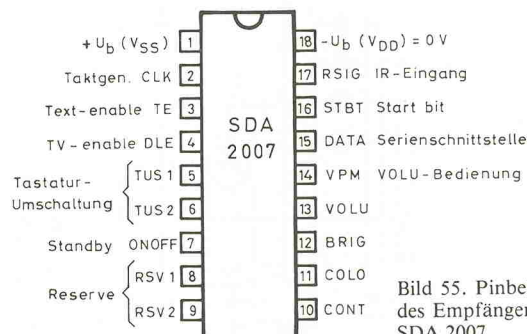 + Ub (VSS) 1
Taktgen. CLK 2
Text-enable TE 3
TV-enable DLE 4
Tastatur-
Umschaltung
TUS 1 5
TUS 2 6
Standby ONOFF 7
Reserve
RSV 1 8
RSV 2 9
SDA
2007
18 -Ub (VDD) = 0V
17 RSIG IR-Eingang
16 STBT Start bit
15 DATA Serienschnittstelle
14 VPM VOLU-Bedienung
13 VOLU
12 BRIG
11 COLO
10 CONT
Bild 55. Pinbe
des Empfänger
SDA 2007